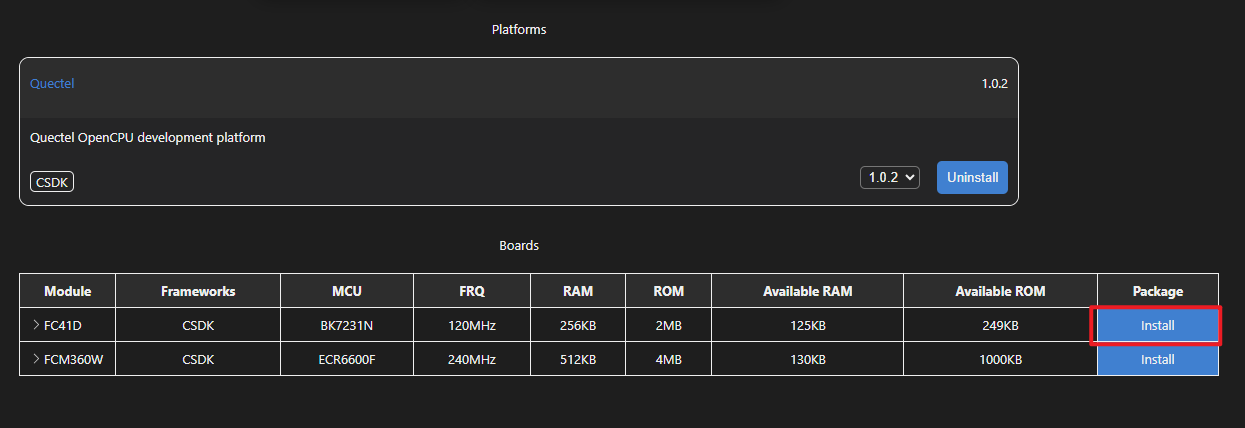 Platforms
Quectel 1.0.2
Quectel OpenCPU development platform
CSDK 1.0.2 Uninstall
Boards
Module Frameworks MCU FRQ RAM ROM Available RAM Available ROM Package
FC41D CSDK BK7231N 120MHz 256KB 2MB 125KB 249KB Install
FCM360W CSDK ECR6600F 240MHz 512KB 4MB 130KB 1000KB Install